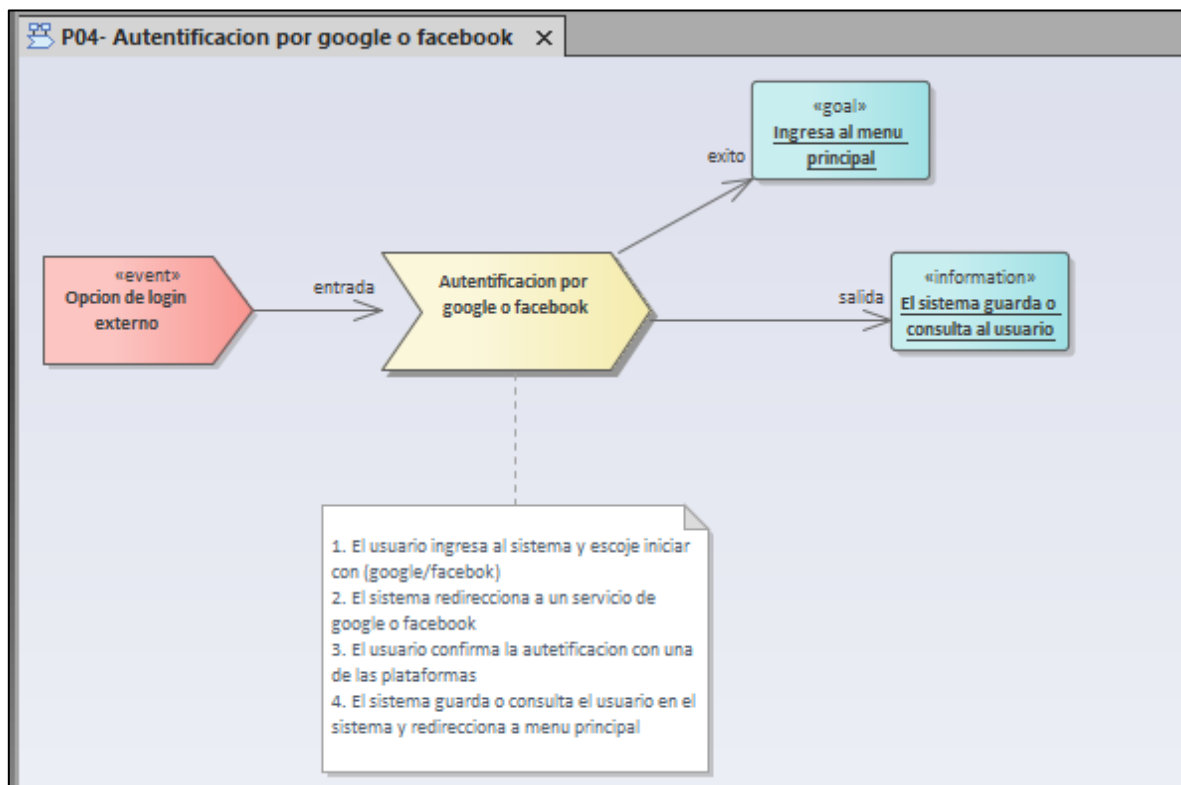 P04- Autentificacion por google o facebook
«goal»
Ingresa al menu
principal
exito
«event»
Opcion de login
externo
entrada
Autentificacion por
google o facebook
salida
«information»
El sistema guarda o
consulta al usuario
1. El usuario ingresa al sistema y escoje iniciar
con (google/facebok)
2. El sistema redirecciona a un servicio de
google o facebook
3. El usuario confirma la autetificacion con una
de las plataformas
4. El sistema guarda o consulta el usuario en el
sistema y redirecciona a menu principal